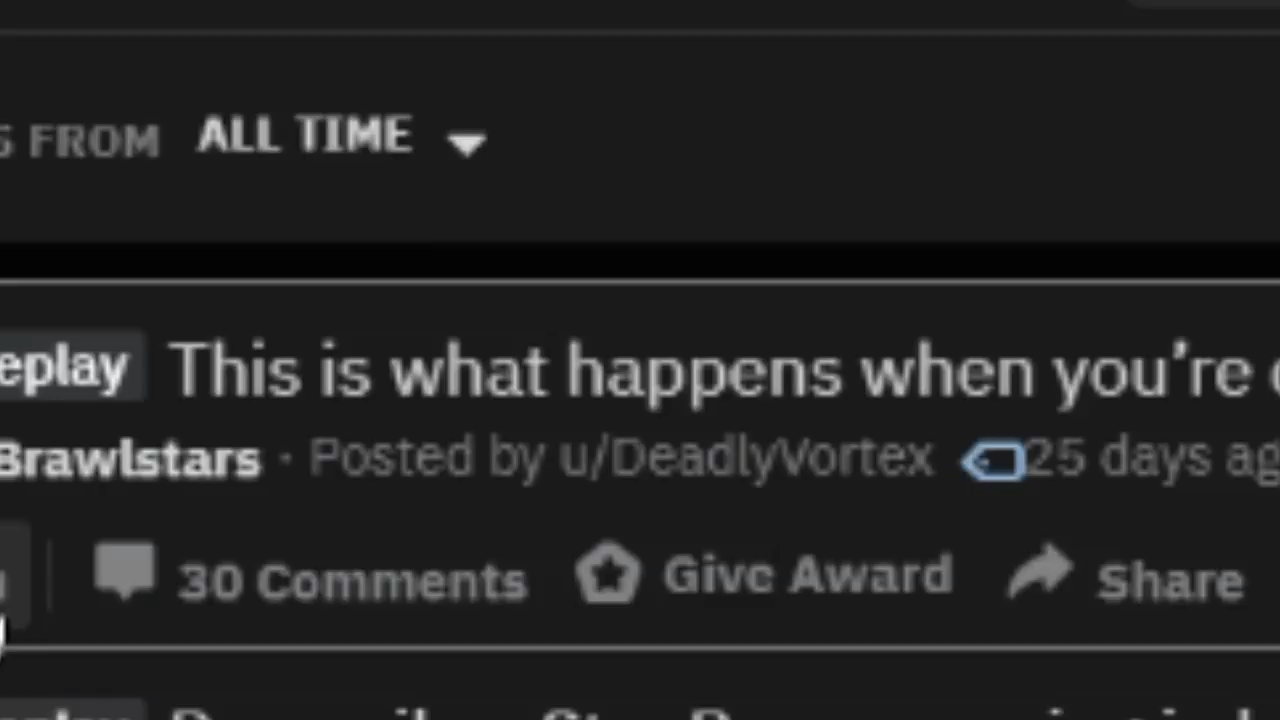 FROM ALL TIME
eplay This is what happens when you're
Brawlstars · Posted by u/DeadlyVortex 25 days ag
30 Comments Give Award Share